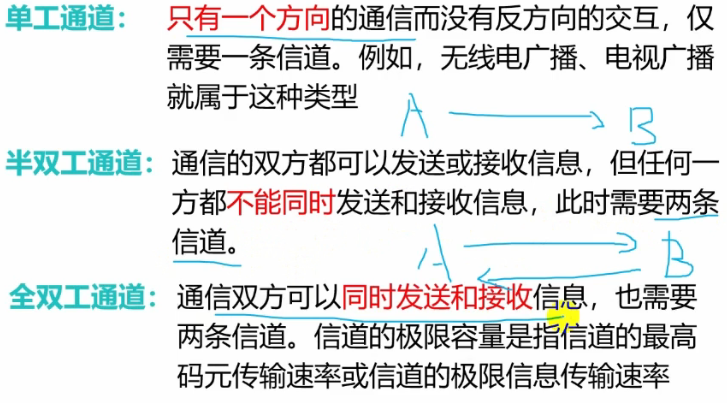 单工通道：只有一个方向的通信而没有反方向的交互，仅
需要一条信道。例如，无线电广播、电视广播
就属于这种类型
A B
半双工通道：通信的双方都可以发送或接收信息，但任何一
方都不能同时发送和接收信息，此时需要两条
信道。
A B
全双工通道：通信双方可以同时发送和接收信息，也需要
两条信道。信道的极限容量是指信道的最高
码元传输速率或信道的极限信息传输速率